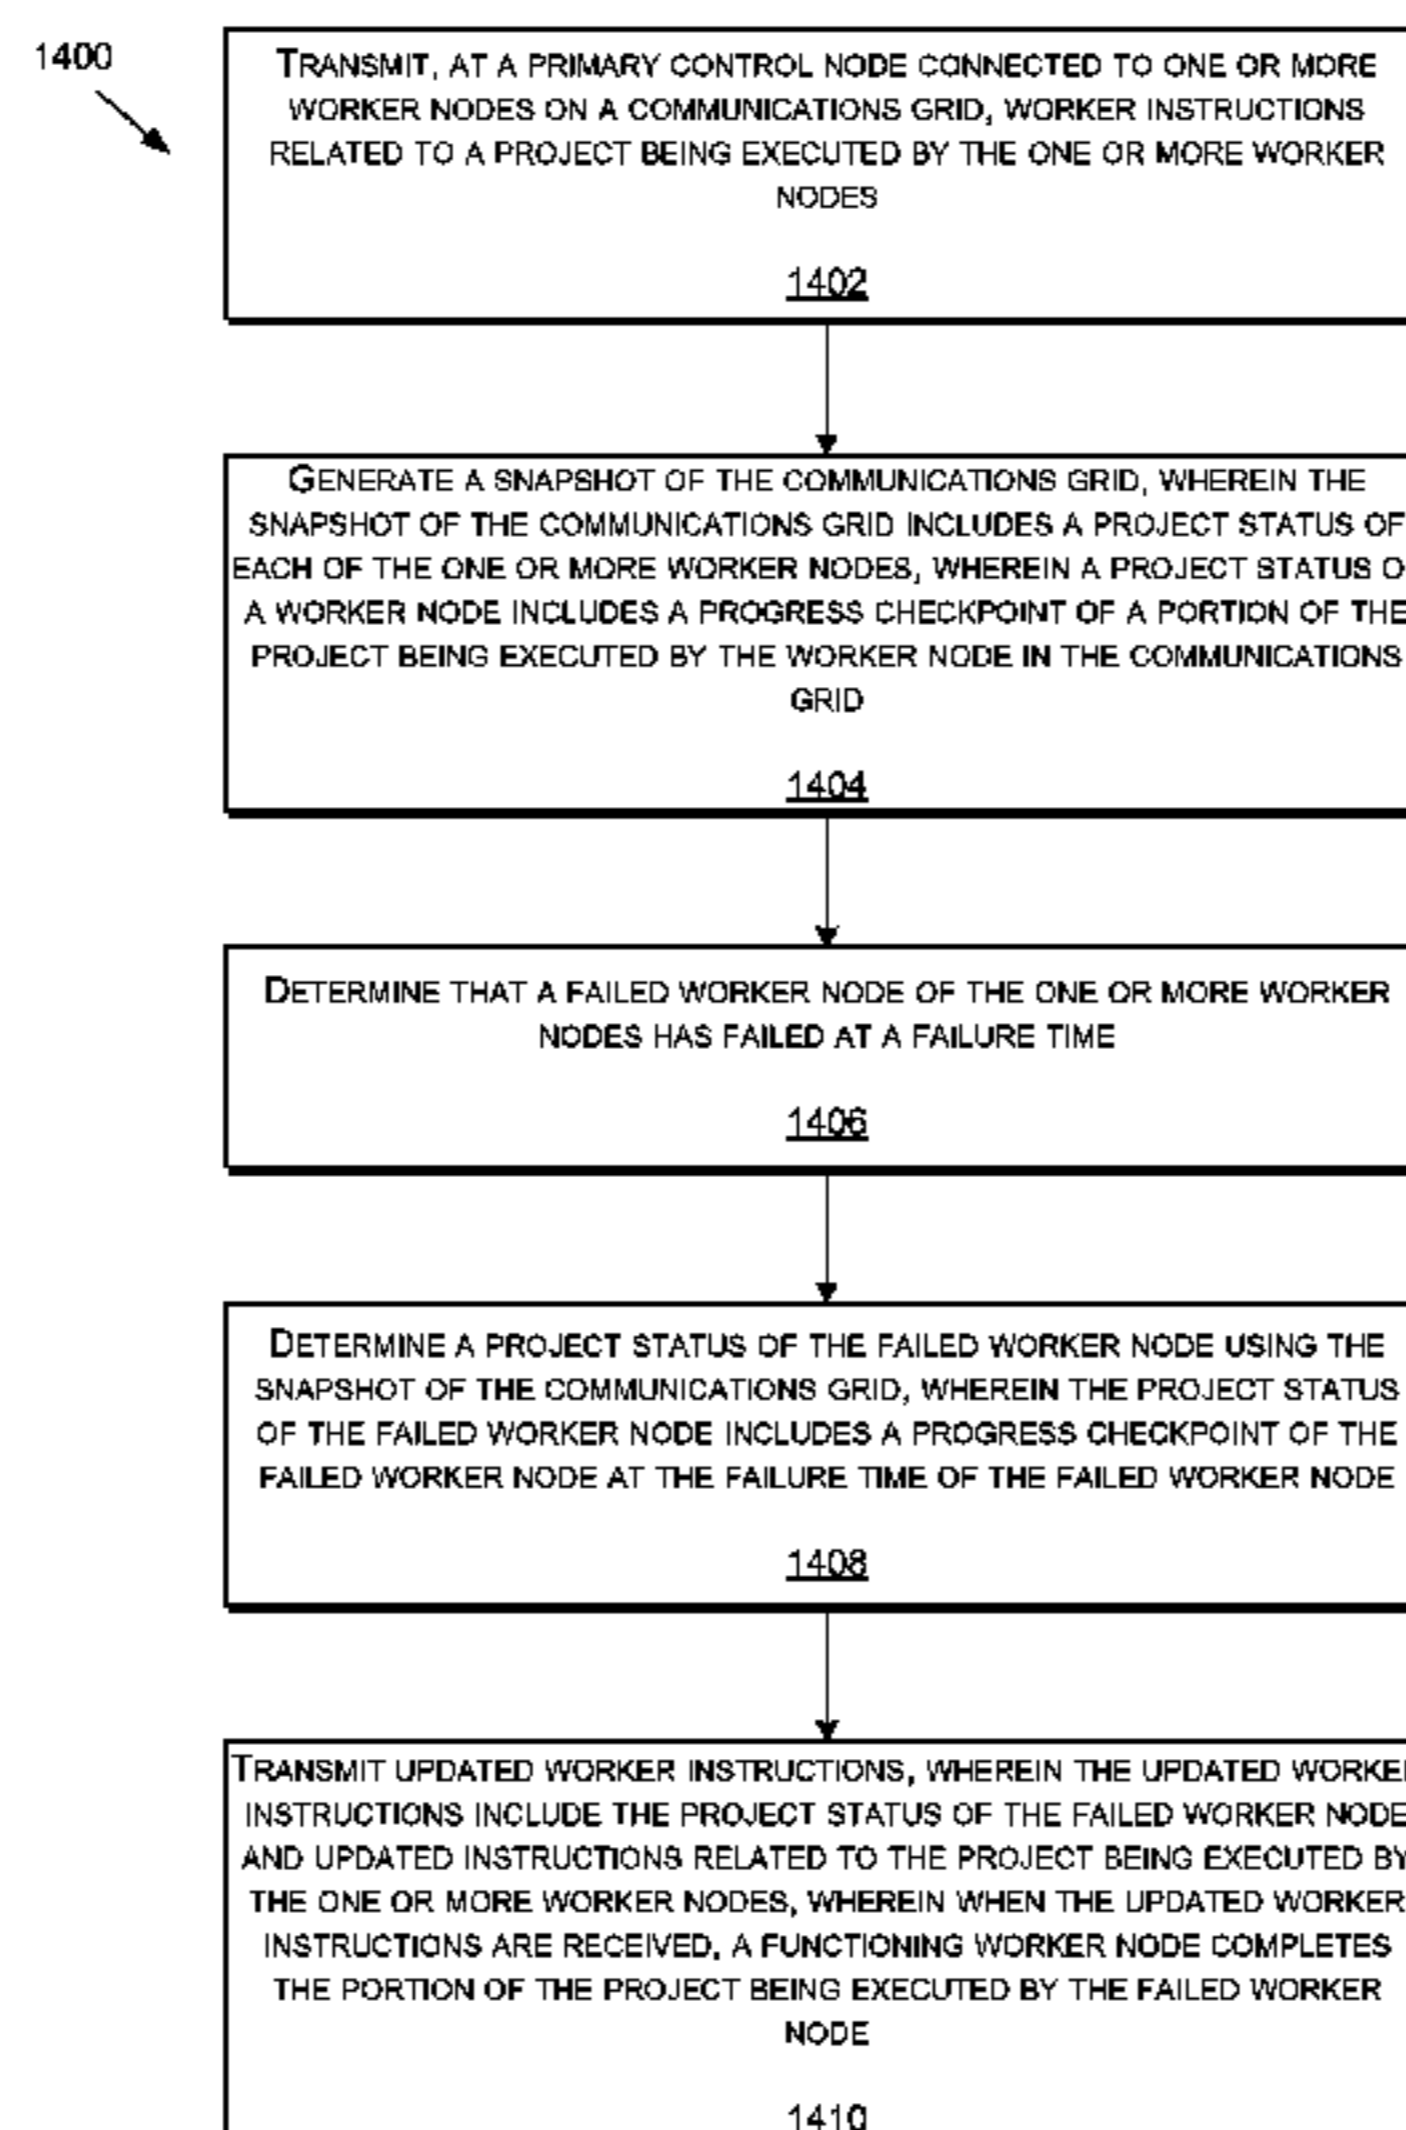 1400
TRANSMIT, AT A PRIMARY CONTROL NODE CONNECTED TO ONE OR MORE
WORKER NODES ON A COMMUNICATIONS GRID, WORKER INSTRUCTIONS
RELATED TO A PROJECT BEING EXECUTED BY THE ONE OR MORE WORKER
NODES
1402
GENERATE A SNAPSHOT OF THE COMMUNICATIONS GRID, WHEREIN THE
SNAPSHOT OF THE COMMUNICATIONS GRID INCLUDES A PROJECT STATUS OF
EACH OF THE ONE OR MORE WORKER NODES, WHEREIN A PROJECT STATUS O
A WORKER NODE INCLUDES A PROGRESS CHECKPOINT OF A PORTION OF THE
PROJECT BEING EXECUTED BY THE WORKER NODE IN THE COMMUNICATIONS
GRID
1404
DETERMINE THAT A FAILED WORKER NODE OF THE ONE OR MORE WORKER
NODES HAS FAILED AT A FAILURE TIME
1406
DETERMINE A PROJECT STATUS OF THE FAILED WORKER NODE USING THE
SNAPSHOT OF THE COMMUNICATIONS GRID, WHEREIN THE PROJECT STATUS
OF THE FAILED WORKER NODE INCLUDES A PROGRESS CHECKPOINT OF THE
FAILED WORKER NODE AT THE FAILURE TIME OF THE FAILED WORKER NODE
1408
TRANSMIT UPDATED WORKER INSTRUCTIONS, WHEREIN THE UPDATED WORKER
INSTRUCTIONS INCLUDE THE PROJECT STATUS OF THE FAILED WORKER NODE
AND UPDATED INSTRUCTIONS RELATED TO THE PROJECT BEING EXECUTED BY
THE ONE OR MORE WORKER NODES, WHEREIN WHEN THE UPDATED WORKER
INSTRUCTIONS ARE RECEIVED, A FUNCTIONING WORKER NODE COMPLETES
THE PORTION OF THE PROJECT BEING EXECUTED BY THE FAILED WORKER
NODE
1410